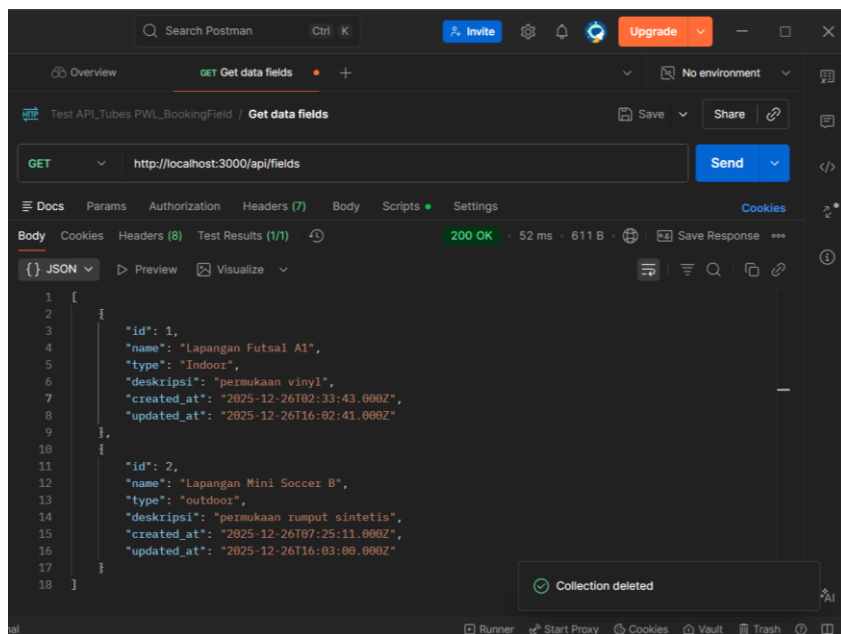 Search Postman Ctrl K Invite Upgrade
Overview GET Get data fields No environment
HTTP Test API_Tubes PWL_BookingField / Get data fields Save Share
GET http://localhost:3000/api/fields Send
Docs Params Authorization Headers (7) Body Scripts Settings Cookies
Body Cookies Headers (8) Test Results (1/1) 200 OK 52 ms 611 B e.g. Save Response
{} JSON Preview Visualize
1 [
2 {
3 "id": 1,
4 "name": "Lapangan Futsal A1",
5 "type": "Indoor",
6 "deskripsi": "permukaan vinyl",
7 "created_at": "2025-12-26T02:33:43.000Z",
8 "updated_at": "2025-12-26T16:02:41.000Z"
9 },
10 {
11 "id": 2,
12 "name": "Lapangan Mini Soccer B",
13 "type": "outdoor",
14 "deskripsi": "permukaan rumput sintetis",
15 "created_at": "2025-12-26T07:25:11.000Z",
16 "updated_at": "2025-12-26T16:03:00.000Z"
17 }
18 ]
Collection deleted
AI
nal Runner Start Proxy Cookies Vault Trash